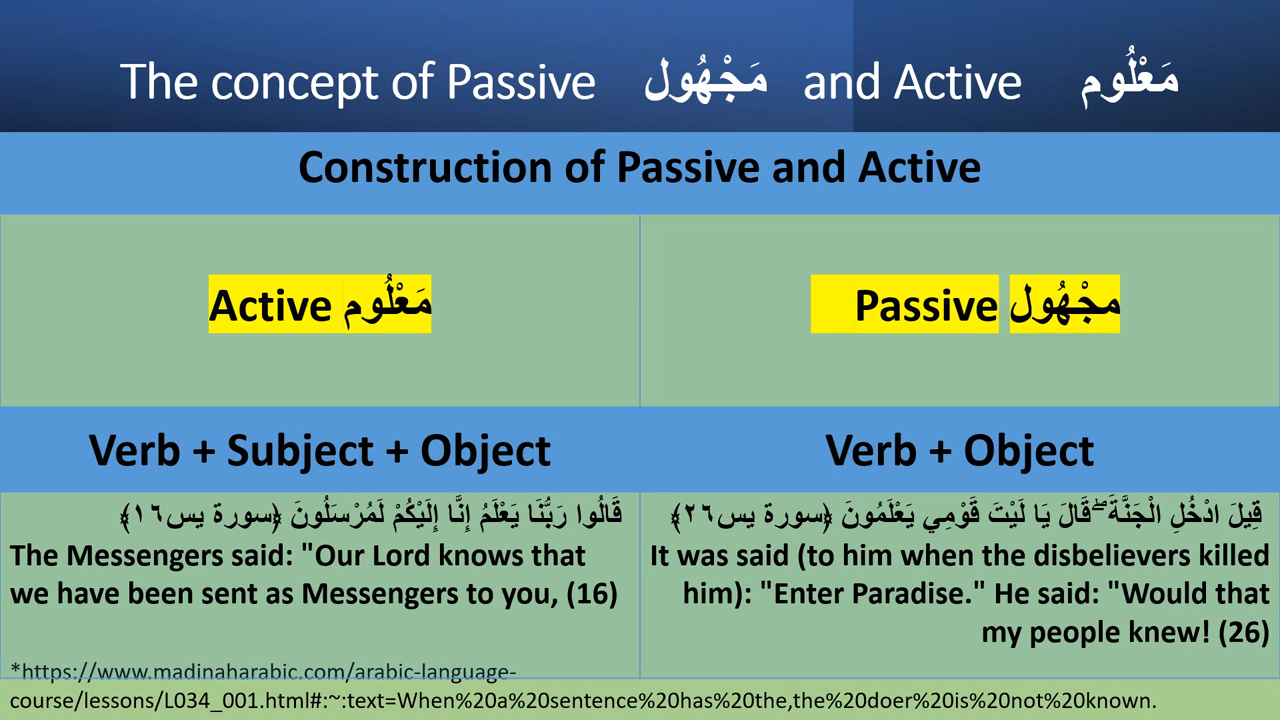 The concept of Passive مَجْهُول and Active مَعْلُوم
Construction of Passive and Active
Active مَعْلُوم
Passive مجْهُول
Verb + Subject + Object
Verb + Object
قَالُوا رَبُّنَا يَعْلَمُ إِنَّا إِلَيْكُمْ لَمُرْسَلُونَ ﴿سورة يس١٦﴾
The Messengers said: "Our Lord knows that
we have been sent as Messengers to you, (16)
قِيلَ ادْخُلِ الْجَنَّةَ ۖ قَالَ يَا لَيْتَ قَوْمِي يَعْلَمُونَ ﴿سورة يس٢٦﴾
It was said (to him when the disbelievers killed
him): "Enter Paradise." He said: "Would that
my people knew! (26)
*https://www.madinaharabic.com/arabic-language-
course/lessons/L034_001.html#:~:text=When%20a%20sentence%20has%20the,the%20doer%20is%20not%20known.